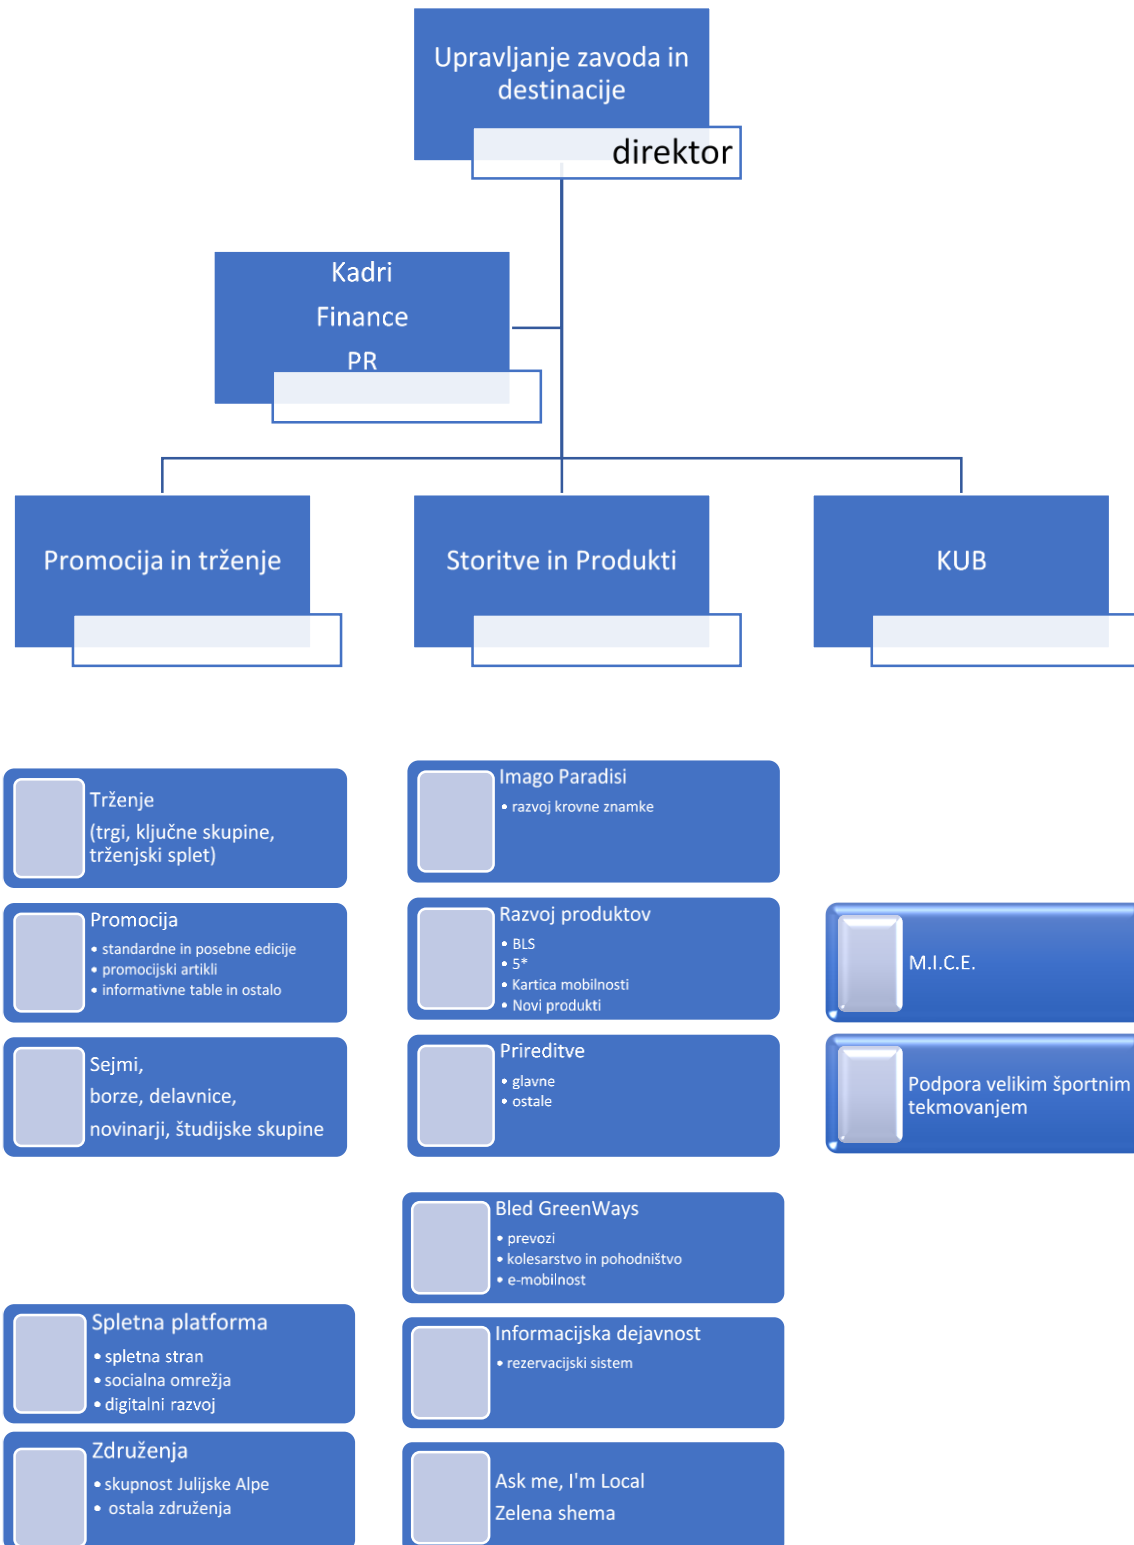 Upravljanje zavoda in
destinacije
direktor
Kadri
Finance
PR
Promocija in trženje
Storitve in Produkti
KUB
Trženje
(trgi, ključne skupine,
trženjski splet)
Promocija
• standardne in posebne edicije
• promocijski artikli
• informativne table in ostalo
Sejmi,
borze, delavnice,
novinarji, študijske skupine
Spletna platforma
• spletna stran
• socialna omrežja
• digitalni razvoj
Združenja
• skupnost Julijske Alpe
• ostala združenja
Imago Paradisi
• razvoj krovne znamke
Razvoj produktov
• BLS
• 5*
• Kartica mobilnosti
• Novi produkti
Prireditve
• glavne
• ostale
Bled GreenWays
• prevozi
• kolesarstvo in pohodništvo
• e-mobilnost
Informacijska dejavnost
• rezervacijski sistem
Ask me, I'm Local
Zelena shema
M.I.C.E.
Podpora velikim športnim
tekmovanjem